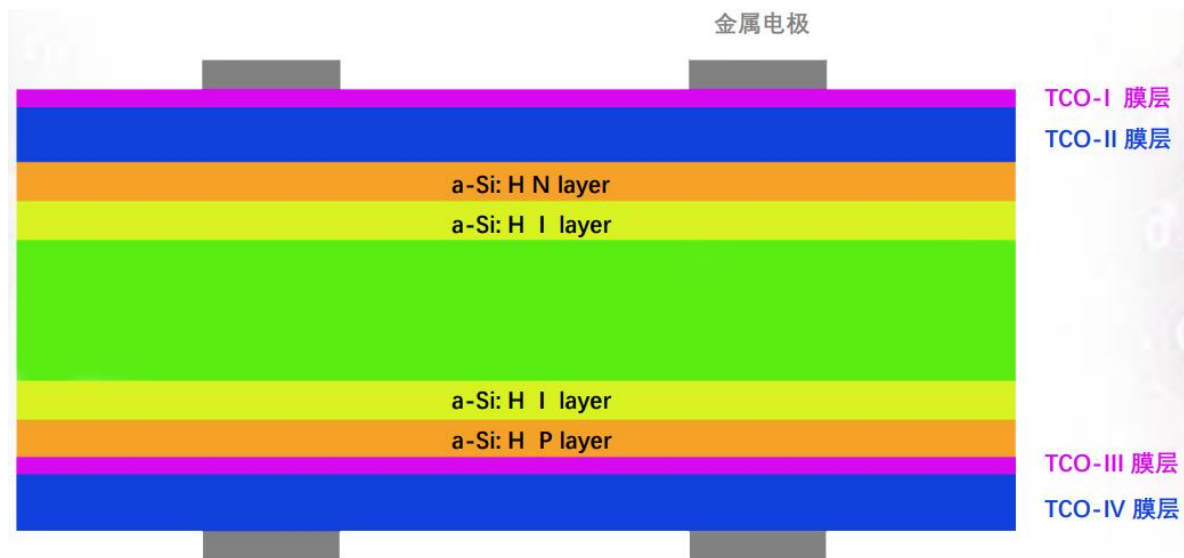 金属电极
TCO-I 膜层
TCO-II 膜层
a-Si: H N layer
a-Si: H I layer
a-Si: H I layer
a-Si: H P layer
TCO-III 膜层
TCO-IV 膜层